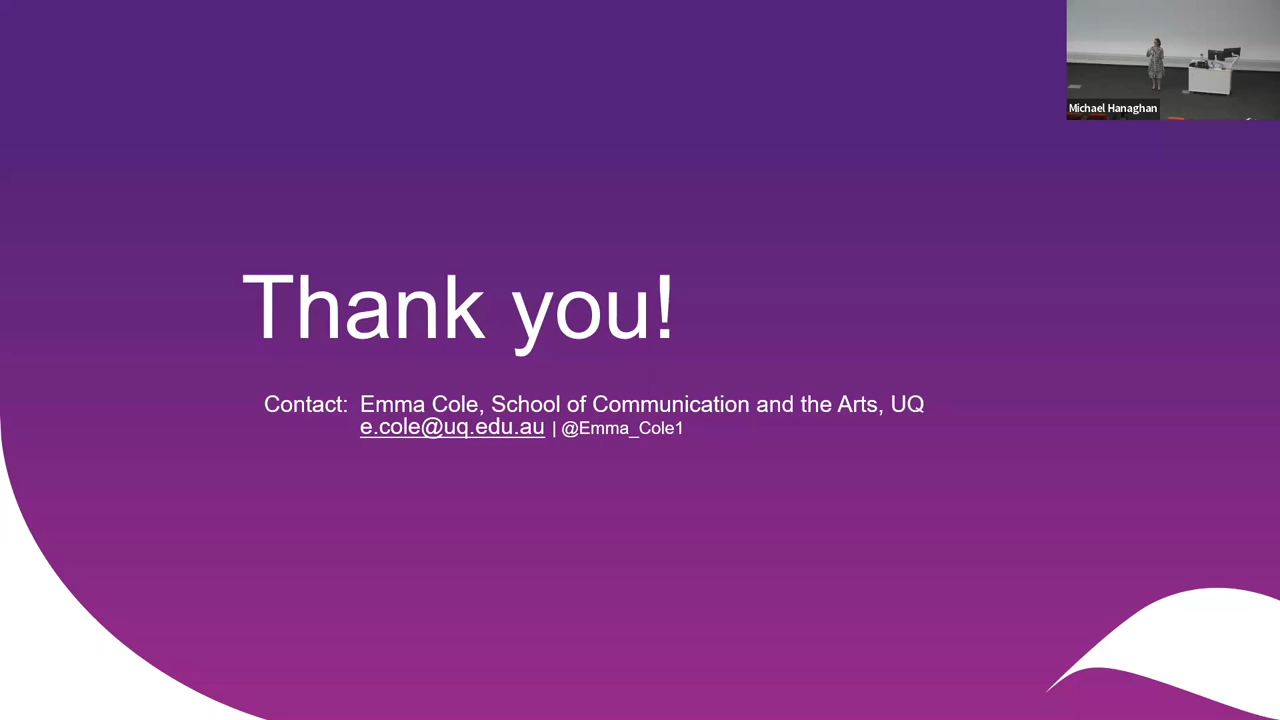 Michael Hanaghan
Thank you!
Contact: Emma Cole, School of Communication and the Arts, UQ
e.cole@uq.edu.au | @Emma_Cole1